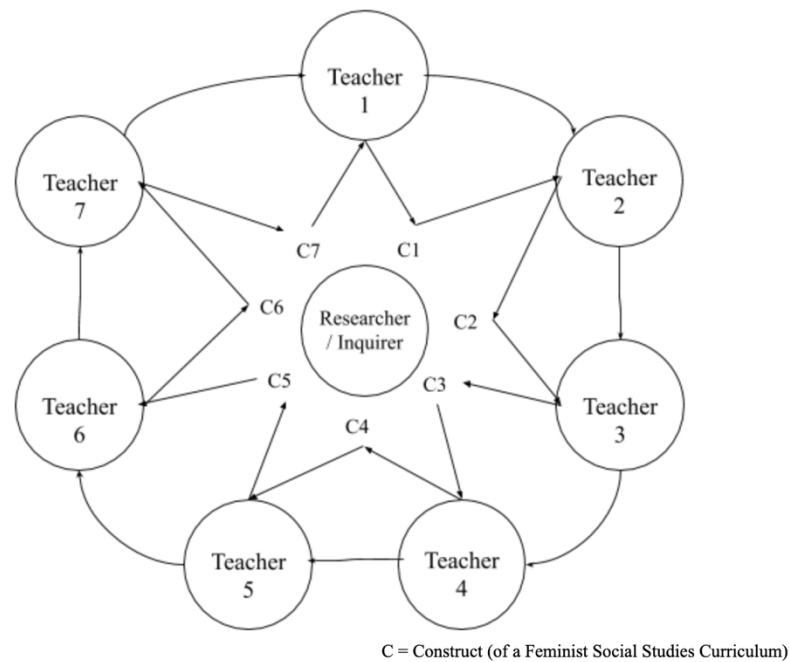 Teacher
1
Teacher
7
Teacher
2
C7
C1
C6
Researcher
/ Inquirer
C2
C5
C3
Teacher
6
Teacher
3
C4
Teacher
5
Teacher
4
C = Construct (of a Feminist Social Studies Curriculum)